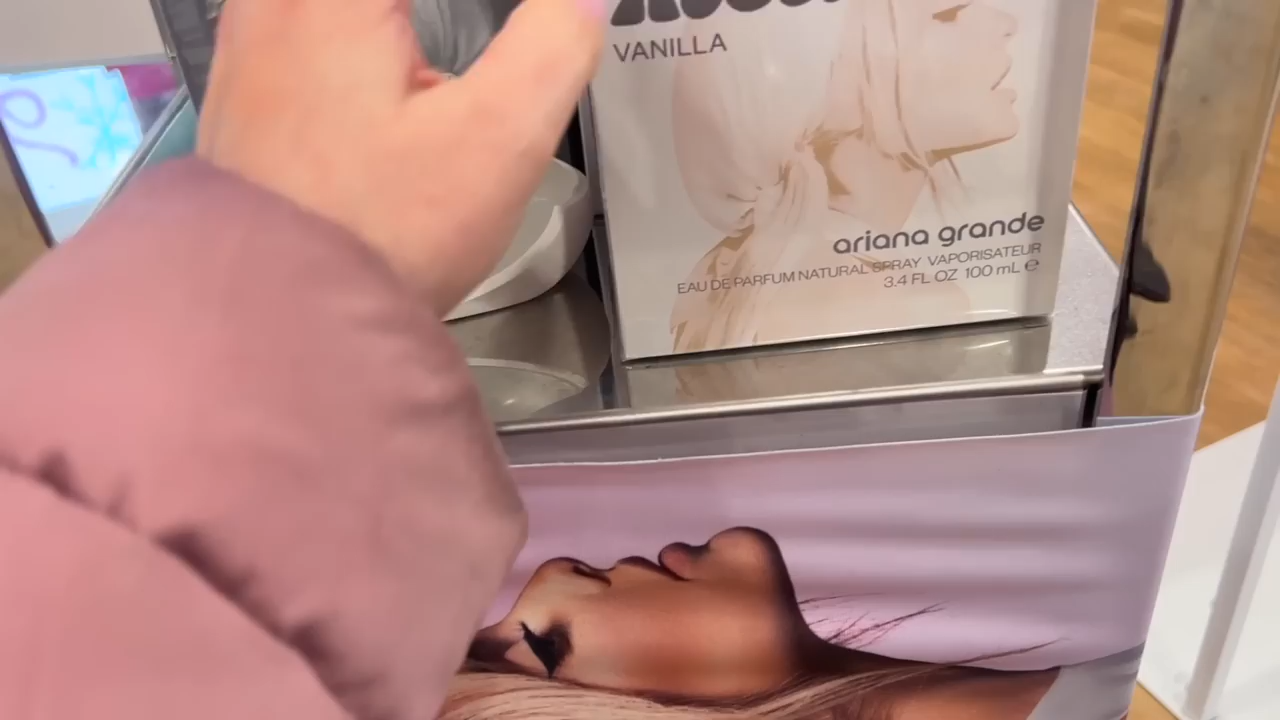 VANILLA
ariana grande
EAU DE PARFUM NATURAL SPRAY VAPORISATEUR
3.4 FL OZ 100 mL ℮